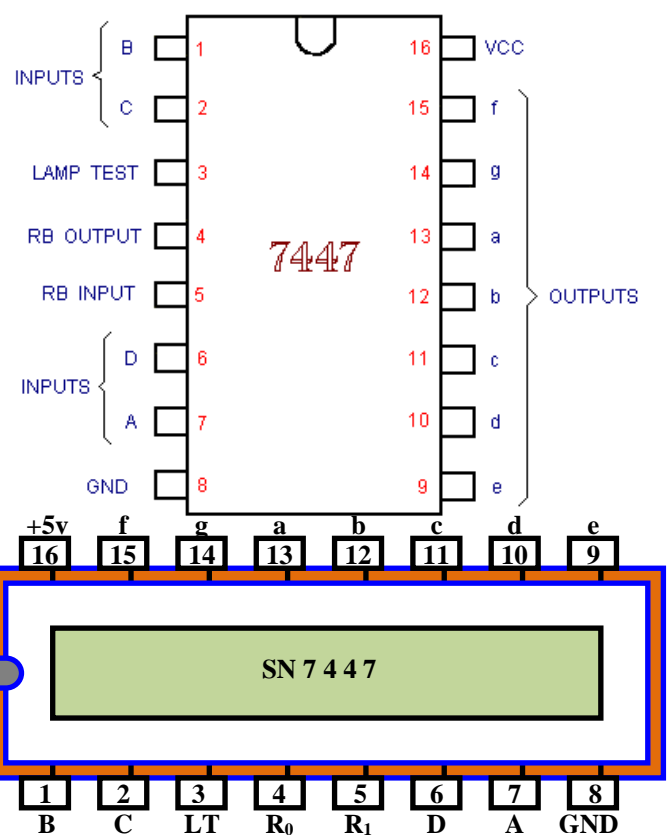 B 1 16 VCC
INPUTS
C 2 15 f
LAMP TEST 3 14 g
RB OUTPUT 4 13 a
7447
RB INPUT 5 12 b
OUTPUTS
D 6 11 c
INPUTS
A 7 10 d
GND 8 9 e
+5v f g a b c d e
16 15 14 13 12 11 10 9
SN 7 4 4 7
1 2 3 4 5 6 7 8
B C LT R₀ R₁ D A GND